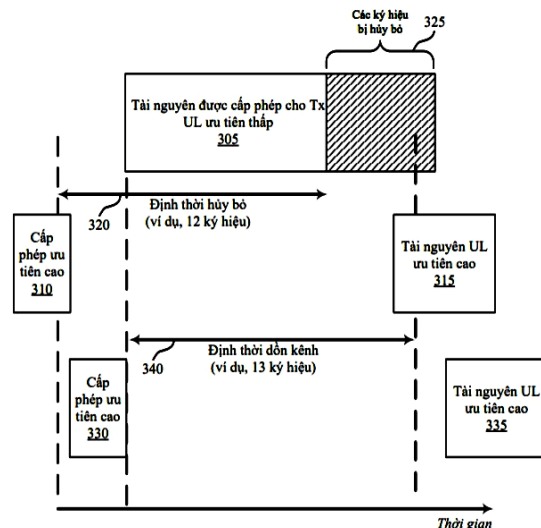 Các ký hiệu
bị hủy bỏ
325
Tài nguyên được cấp phép cho Tx
UL ưu tiên thấp
305
Định thời hủy bỏ
(ví dụ, 12 ký hiệu)
320
Cấp
phép ưu
tiên cao
310
Tài nguyên UL
ưu tiên cao
315
Định thời dồn kênh
(ví dụ, 13 ký hiệu)
340
Cấp
phép ưu
tiên cao
330
Tài nguyên UL
ưu tiên cao
335
Thời gian